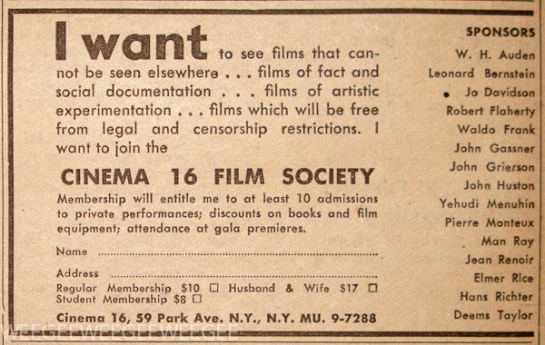 I want to see films that can-
not be seen elsewhere . . . films of fact and
social documentation . . . films of artistic
experimentation . . . films which will be free
from legal and censorship restrictions. I
want to join the
CINEMA 16 FILM SOCIETY
Membership will entitle me to at least 10 admissions
to private performances; discounts on books and film
equipment; attendance at gala premieres.
Name
Address
Regular Membership $10 □ Husband & Wife $17 □
Student Membership $8 □
Cinema 16, 59 Park Ave. N.Y., N.Y. MU. 9-7288
SPONSORS
W. H. Auden
Leonard Bernstein
Jo Davidson
Robert Flaherty
Waldo Frank
John Gassner
John Grierson
John Huston
Yehudi Menuhin
Pierre Monteux
Man Ray
Jean Renoir
Elmer Rice
Hans Richter
Deems Taylor
WEEGEEWEEGEEWEEGEE